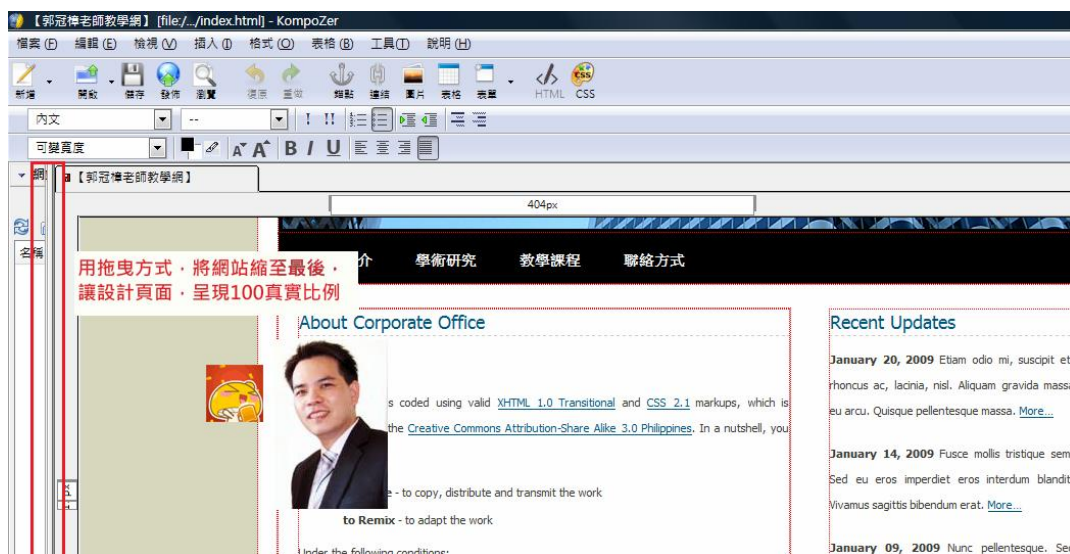 【郭冠樟老師教學網】 [file:/.../index.html] - KompoZer
檔案 (F) 編輯 (E) 檢視 (V) 插入 (I) 格式 (O) 表格 (B) 工具(T) 說明 (H)
新增 開啟 儲存 發佈 瀏覽 復原 重做 錨點 連結 圖片 表格 表單 HTML CSS
內文 --
可變寬度 A A B I U
【郭冠樟老師教學網】
404px
名稱
介 學術研究 教學課程 聯絡方式
用拖曳方式，將網站縮至最後，
讓設計頁面，呈現100真實比例
About Corporate Office
s coded using valid XHTML 1.0 Transitional and CSS 2.1 markups, which is
the Creative Commons Attribution-Share Alike 3.0 Philippines. In a nutshell, you
e - to copy, distribute and transmit the work
to Remix - to adapt the work
Under the following conditions:
Recent Updates
January 20, 2009 Etiam odio mi, suscipit et
rhoncus ac, lacinia, nisl. Aliquam gravida massa
eu arcu. Quisque pellentesque massa. More...
January 14, 2009 Fusce mollis tristique sem
Sed eu eros imperdiet eros interdum blandit
Vivamus sagittis bibendum erat. More...
January 09, 2009 Nunc pellentesque. Sed